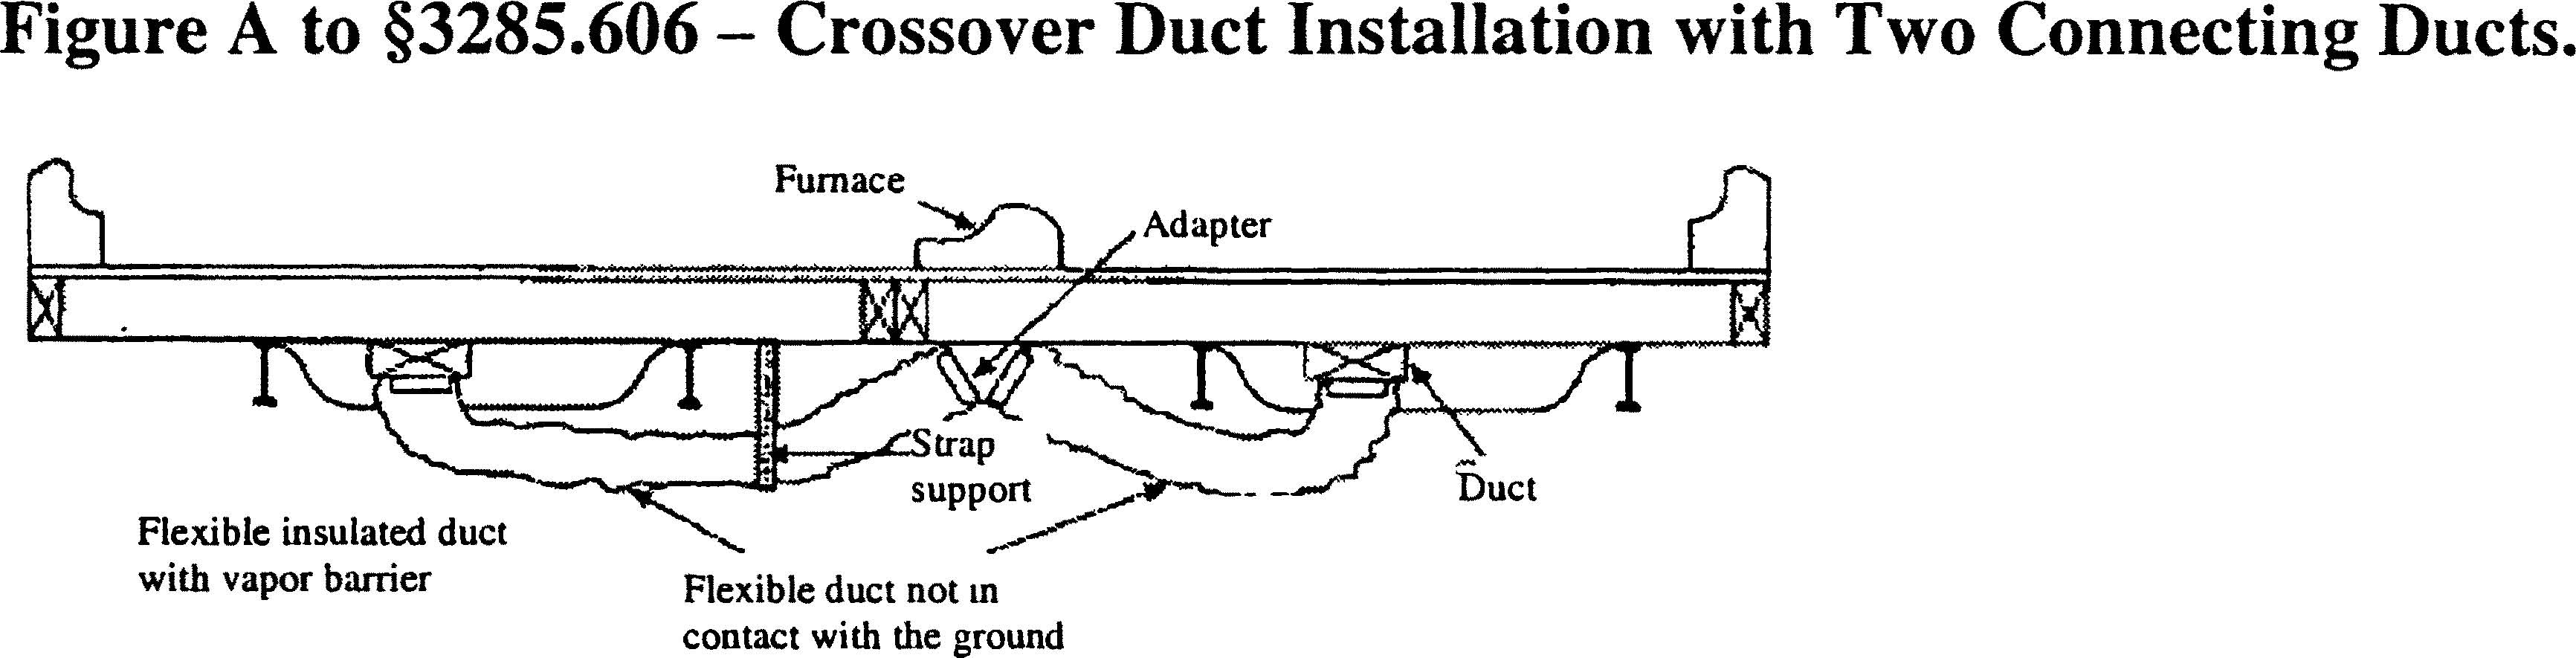 Figure A to §3285.606 – Crossover Duct Installation with Two Connecting Ducts.
Furnace
Adapter
Strap
support
Duct
Flexible insulated duct
with vapor barrier
Flexible duct not in
contact with the ground